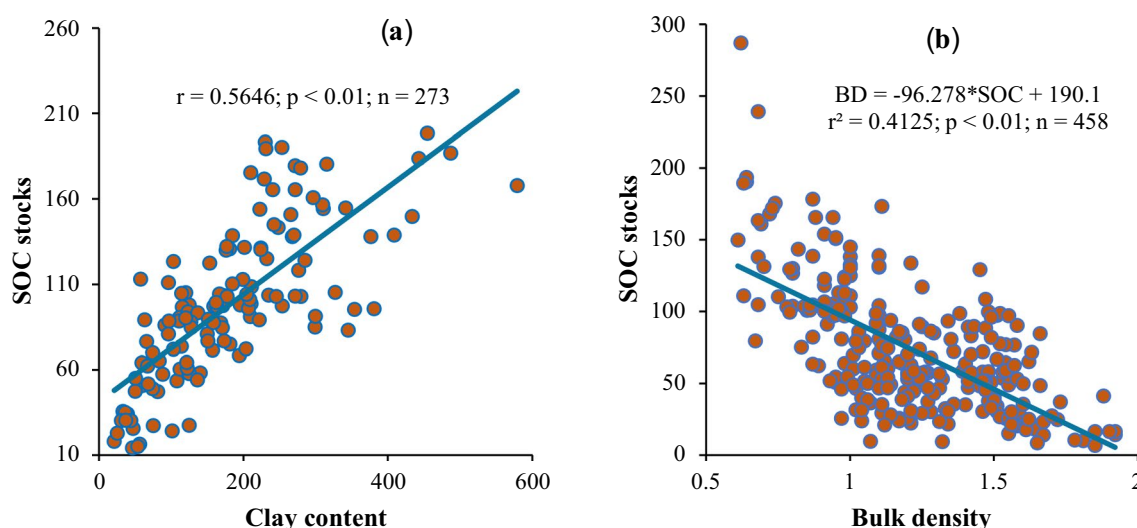 (a)
r = 0.5646; p < 0.01; n = 273
SOC stocks
260
210
160
110
60
10
0
200
400
600
Clay content
(b)
BD = -96.278*SOC + 190.1
r² = 0.4125; p < 0.01; n = 458
SOC stocks
300
250
200
150
100
50
0
0.5
1
1.5
2
Bulk density